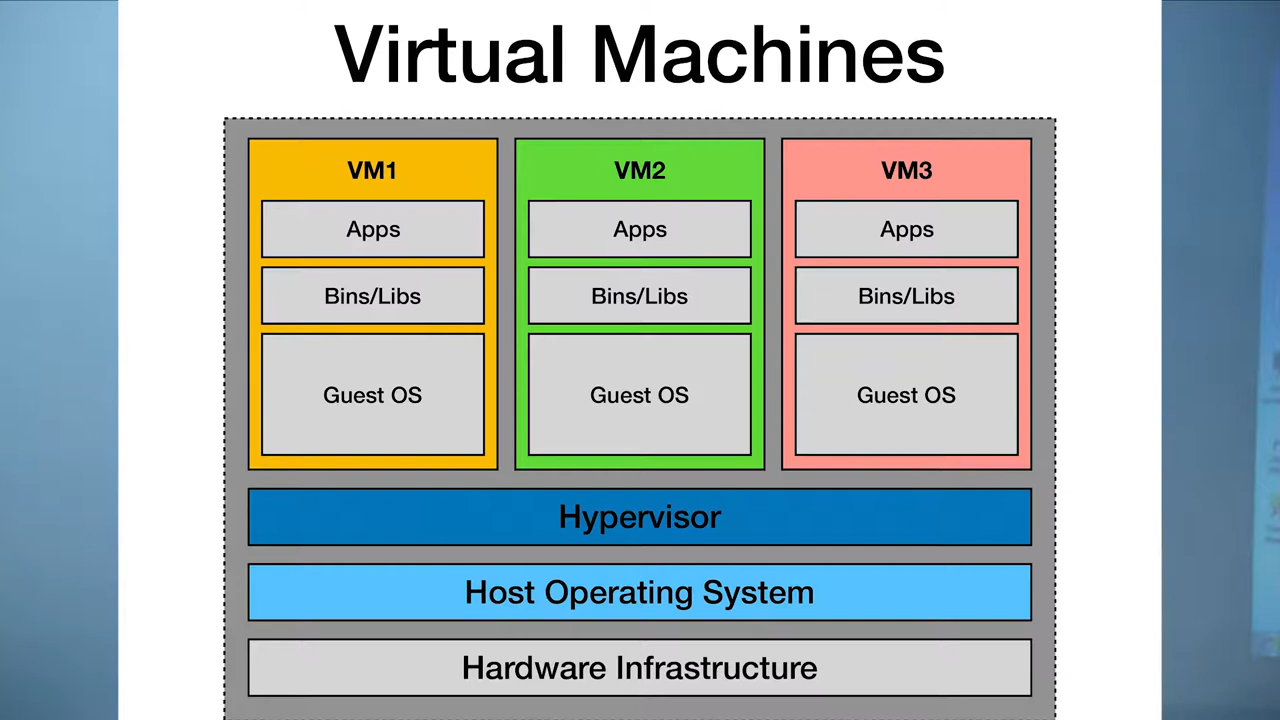 Virtual Machines
VM1 VM2 VM3
Apps Apps Apps
Bins/Libs Bins/Libs Bins/Libs
Guest OS Guest OS Guest OS
Hypervisor
Host Operating System
Hardware Infrastructure